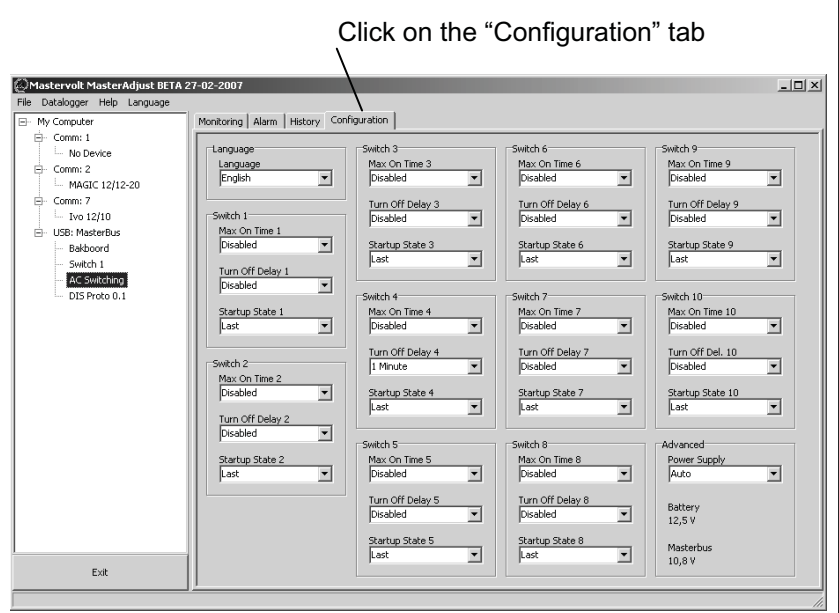 Click on the “Configuration” tab
Mastervolt MasterAdjust BETA 27-02-2007
File Datalogger Help Language
My Computer
Comm: 1
No Device
Comm: 2
MAGIC 12/12-20
Comm: 7
Ivo 12/10
USB: MasterBus
Bakboord
Switch 1
AC Switching
DIS Proto 0.1
Exit
Monitoring Alarm History Configuration
Language
Language
English
Switch 1
Max On Time 1
Disabled
Turn Off Delay 1
Disabled
Startup State 1
Last
Switch 2
Max On Time 2
Disabled
Turn Off Delay 2
Disabled
Startup State 2
Last
Switch 3
Max On Time 3
Disabled
Turn Off Delay 3
Disabled
Startup State 3
Last
Switch 4
Max On Time 4
Disabled
Turn Off Delay 4
1 Minute
Startup State 4
Last
Switch 5
Max On Time 5
Disabled
Turn Off Delay 5
Disabled
Startup State 5
Last
Switch 6
Max On Time 6
Disabled
Turn Off Delay 6
Disabled
Startup State 6
Last
Switch 7
Max On Time 7
Disabled
Turn Off Delay 7
Disabled
Startup State 7
Last
Switch 8
Max On Time 8
Disabled
Turn Off Delay 8
Disabled
Startup State 8
Last
Switch 9
Max On Time 9
Disabled
Turn Off Delay 9
Disabled
Startup State 9
Last
Switch 10
Max On Time 10
Disabled
Turn Off Del. 10
Disabled
Startup State 10
Last
Advanced
Power Supply
Auto
Battery
12,5 V
Masterbus
10,8 V